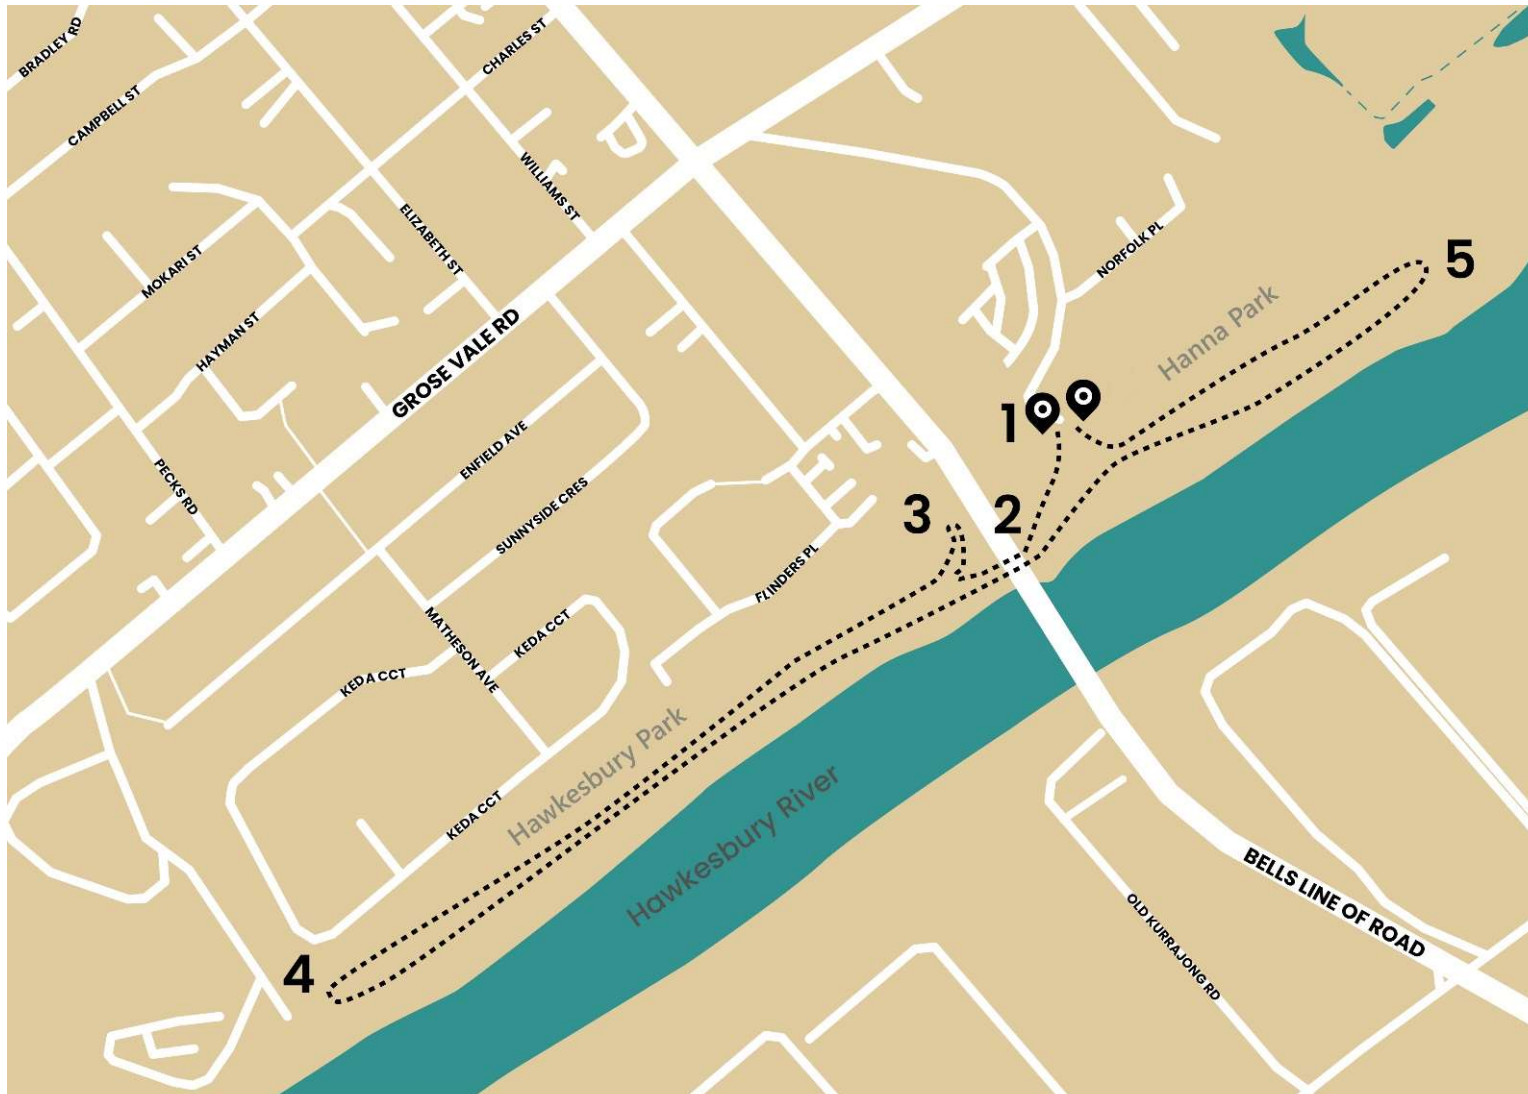 BRADLEY RD
CAMPBELL ST
CHARLES ST
WILLIAMS ST
ELIZABETH ST
MOKARI ST
HAYMAN ST
GROSE VALE RD
NORFOLK PL
5
Hanna Park
1
ENFIELD AVE
PECKS RD
SUNNYSIDE CRES
3
2
FLINDERS PL
MATHESON AVE
KEDA CCT
KEDA CCT
Hawkesbury Park
KEDA CCT
Hawkesbury River
BELLS LINE OF ROAD
OLD KURRAJONG RD
4